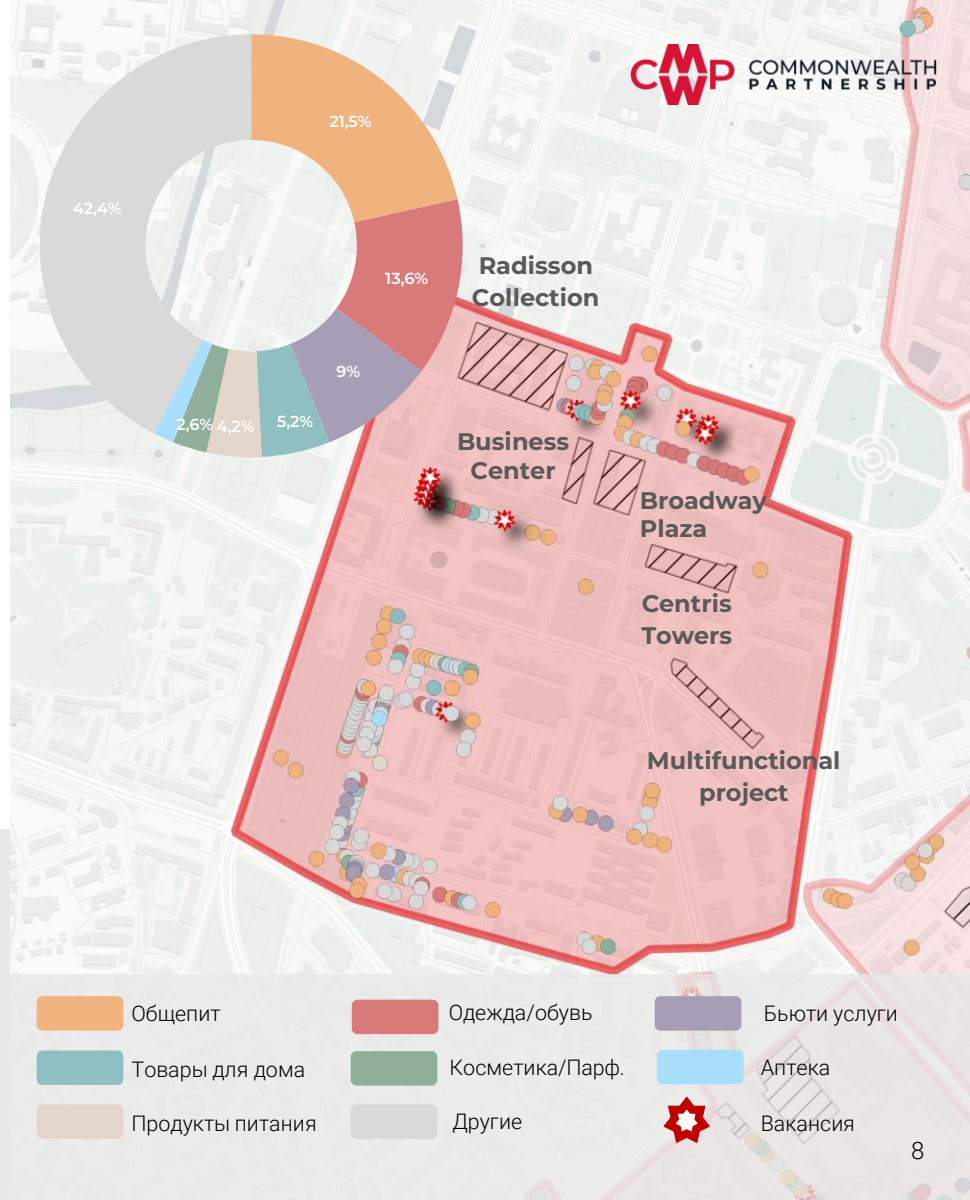 COMMONWEALTH
CMWP PARTNERSHIP
21,5%
42,4%
13,6%
9%
5,2%
4,2%
2,6%
Radisson
Collection
Business
Center
Broadway
Plaza
Centris
Towers
Multifunctional
project
Общепит
Одежда/обувь
Бьюти услуги
Товары для дома
Косметика/Парф.
Аптека
Продукты питания
Другие
Вакансия
8